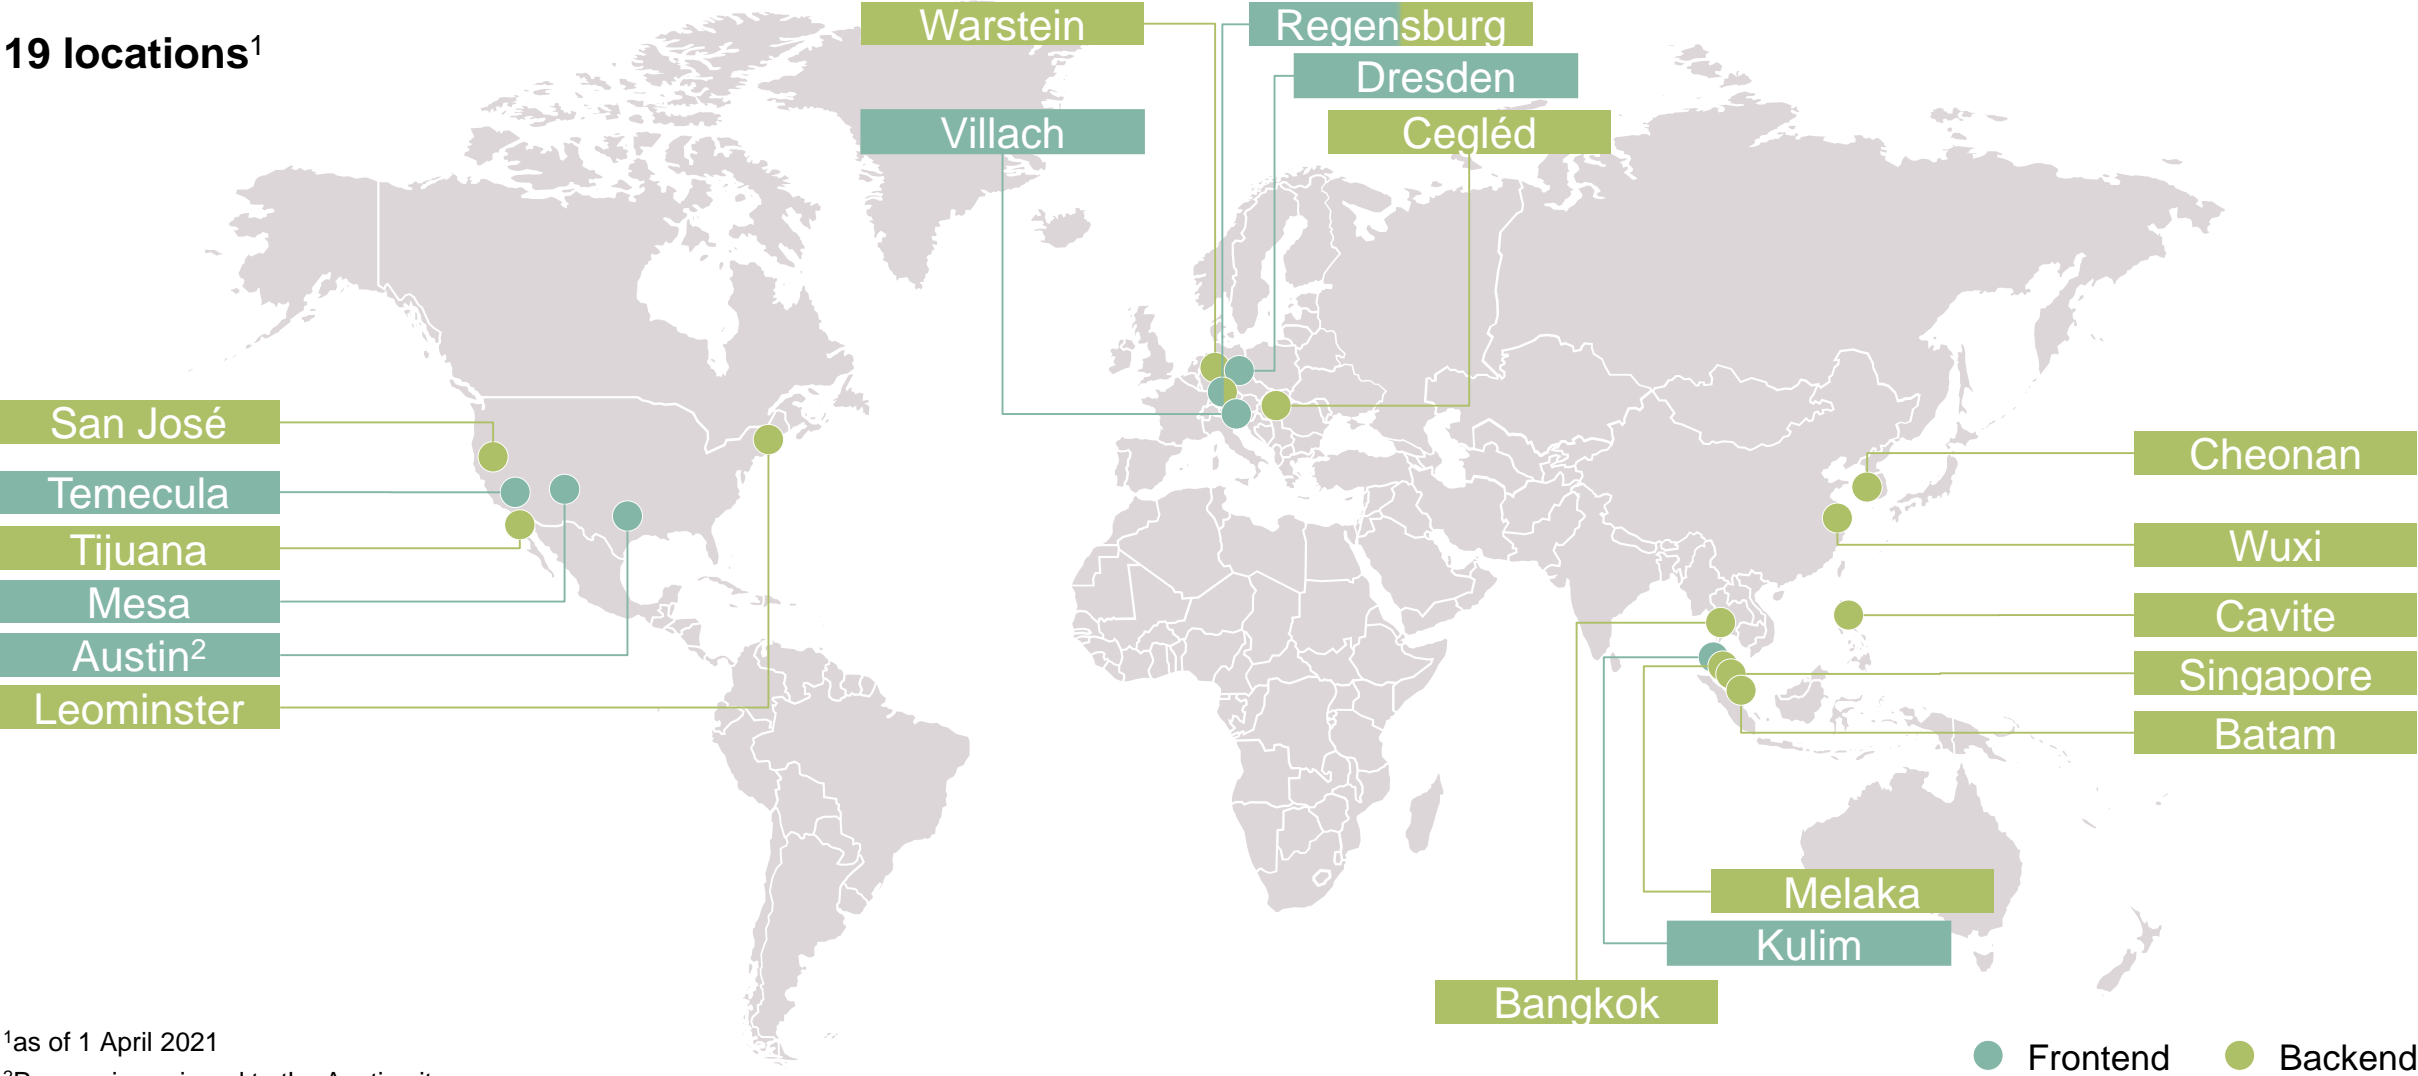 19 locations¹
Warstein
Regensburg
Dresden
Villach
Cegléd
San José
Temecula
Tijuana
Mesa
Austin²
Leominster
Cheonan
Wuxi
Cavite
Singapore
Batam
Melaka
Kulim
Bangkok
¹as of 1 April 2021
Frontend
Backend